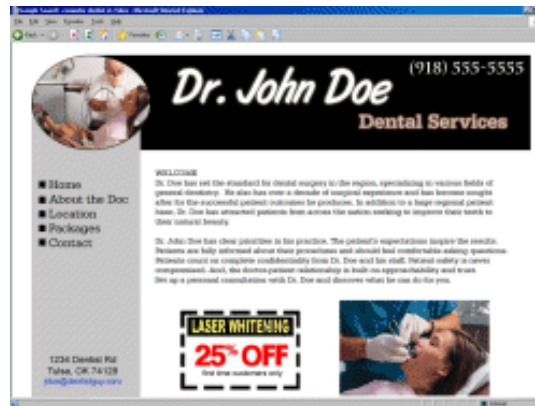 File Edit View Favorites Tools Help
Back
Favorites
Dr. John Doe
(918) 555-5555
Dental Services
Home
About the Doc
Location
Packages
Contact
WELCOME
Dr. Doe has set the standard for dental surgery in the region, specializing in various fields of
general dentistry. He also has over a decade of surgical experience and has become sought
after for the successful patient outcomes he produces. In addition to a large regional patient
base, Dr. Doe has attracted patients from across the nation seeking to improve their teeth to
their natural beauty.
Dr. John Doe has clear priorities in his practice. The patient's expectations inspire the results.
Patients are fully informed about their procedures and should feel comfortable asking questions.
Patients count on complete confidentiality from Dr. Doe and his staff. Patient safety is never
compromised. And, the doctor-patient relationship is built on approachability and trust.
Set up a personal consultation with Dr. Doe and discover what he can do for you.
LASER WHITENING
25% OFF
first time customers only
1234 Dentist Rd
Tulsa, OK 74128